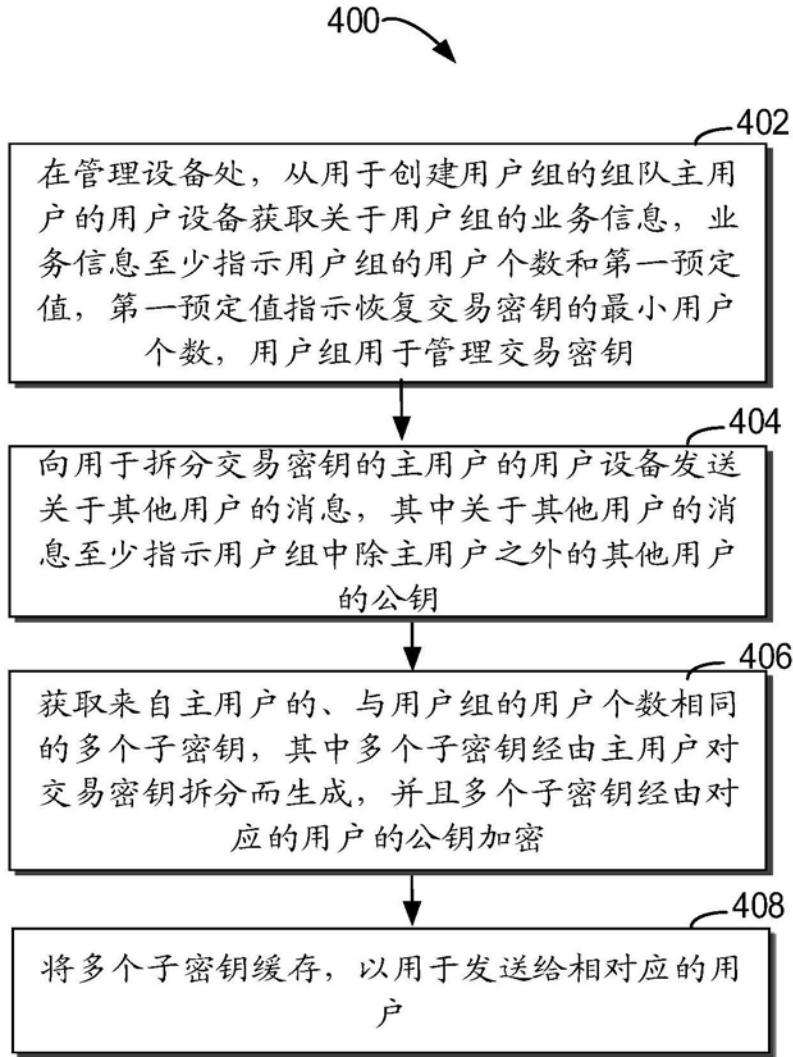 400
402
在管理设备处，从用于创建用户组的组队主用
户的用户设备获取关于用户组的业务信息，业
务信息至少指示用户组的用户个数和第一预定
值，第一预定值指示恢复交易密钥的最小用户
个数，用户组用于管理交易密钥
404
向用于拆分交易密钥的主用户的用户设备发送
关于其他用户的消息，其中关于其他用户的消
息至少指示用户组中除主用户之外的其他用户
的公钥
406
获取来自主用户的、与用户组的用户个数相同
的多个子密钥，其中多个子密钥经由主用户对
交易密钥拆分而生成，并且多个子密钥经由对
应的用户的公钥加密
408
将多个子密钥缓存，以用于发送给相对应的用
户